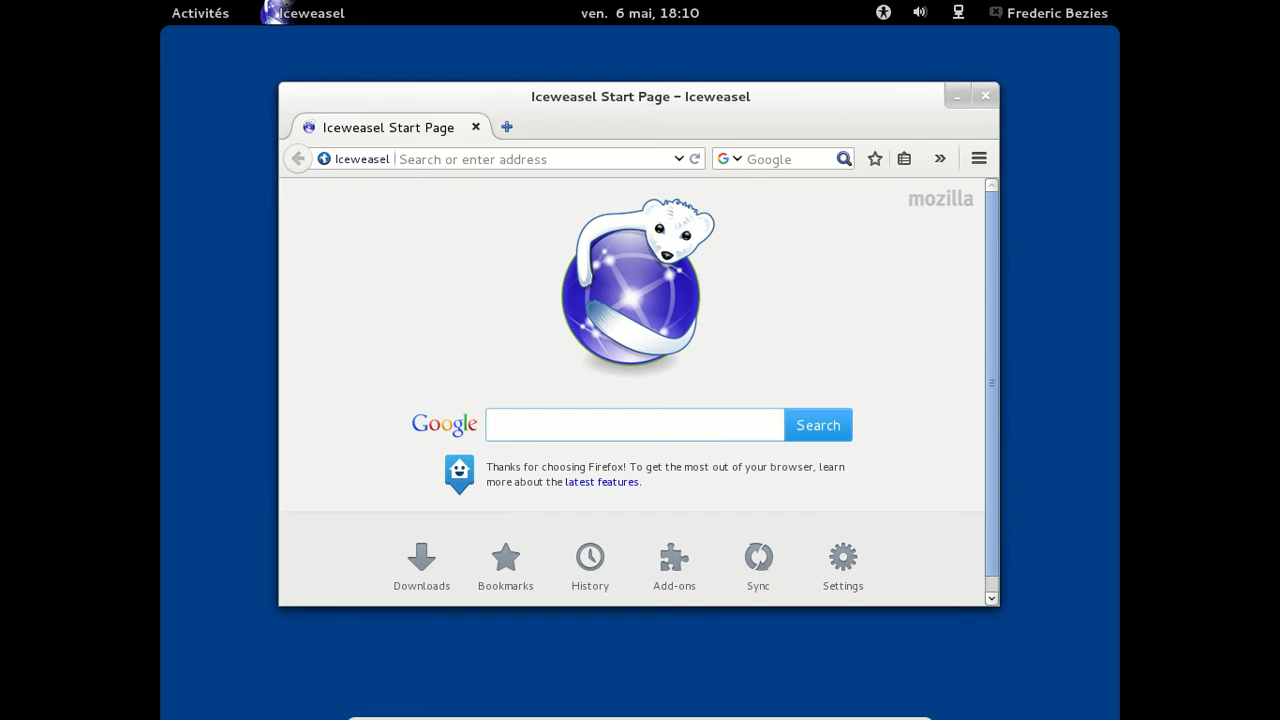 Activités Iceweasel ven. 6 mai, 18:10 Frederic Bezies
Iceweasel Start Page – Iceweasel
Iceweasel Start Page
Iceweasel Search or enter address Google
mozilla
Google Search
Thanks for choosing Firefox! To get the most out of your browser, learn
more about the latest features.
Downloads Bookmarks History Add-ons Sync Settings